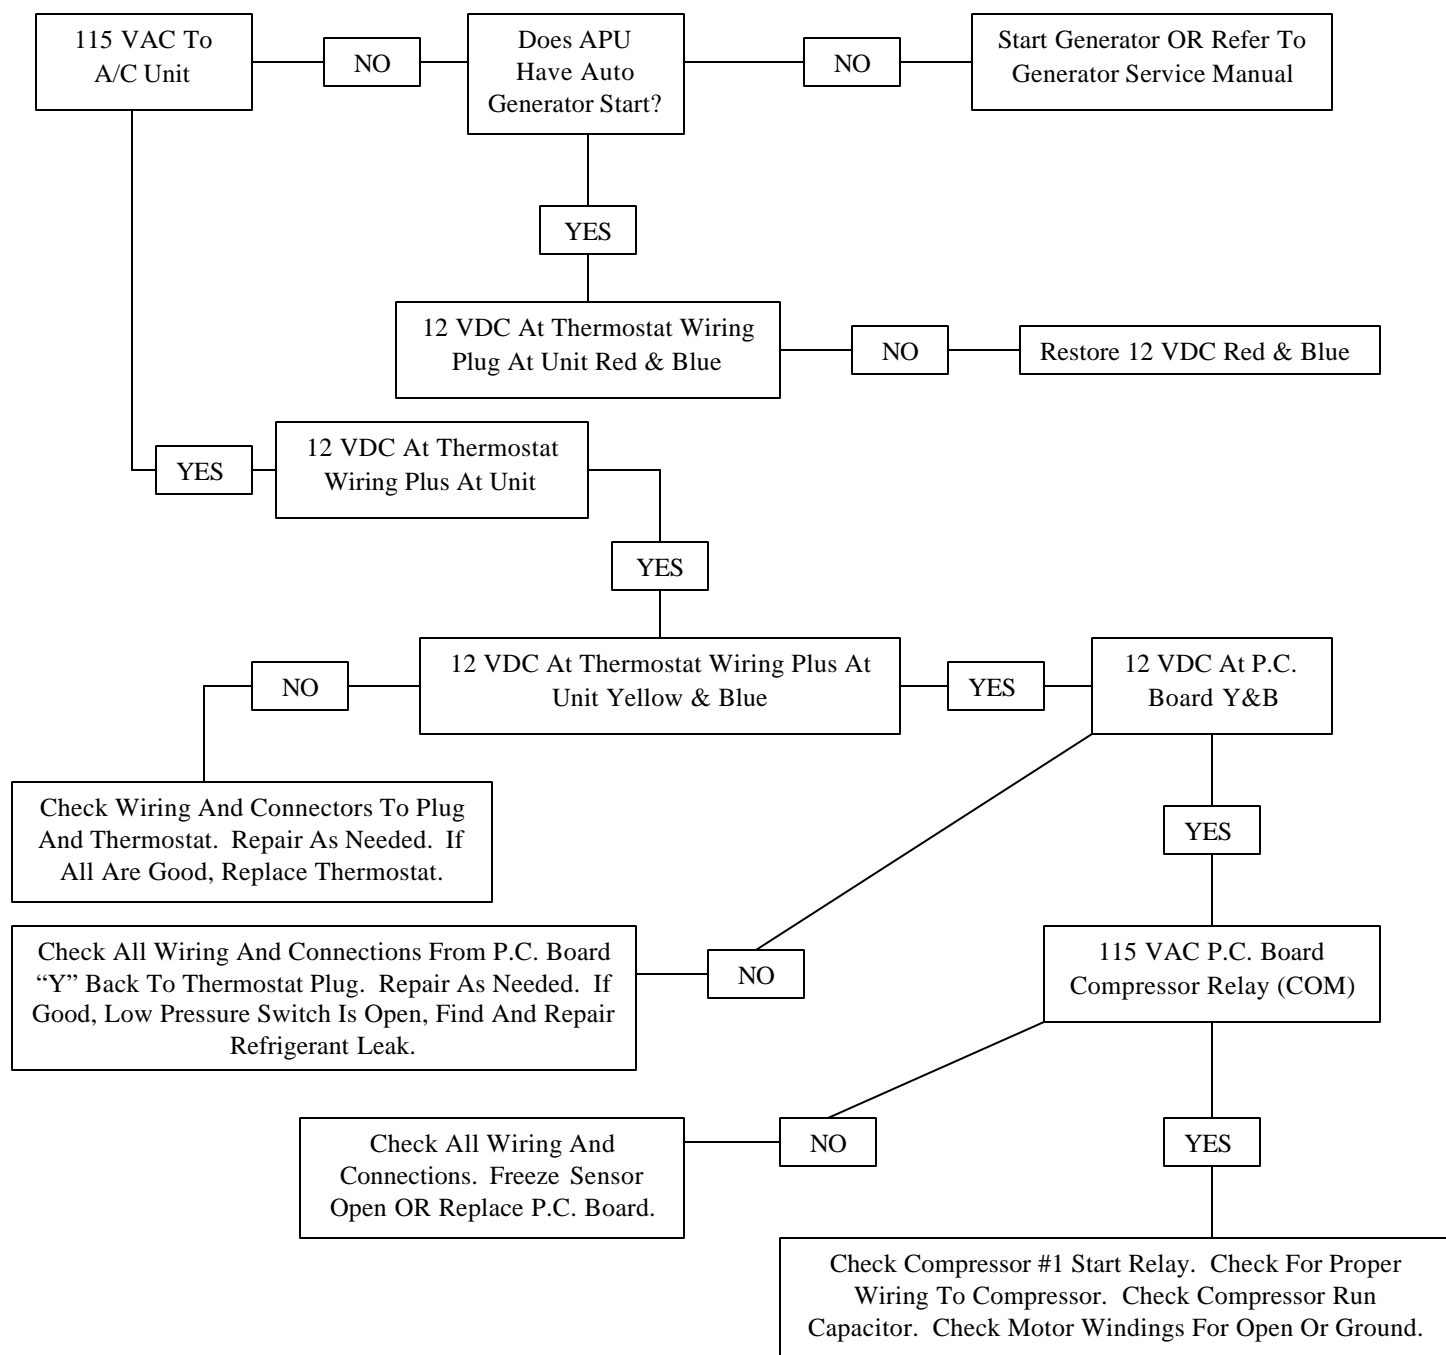 115 VAC To
A/C Unit
NO
Does APU
Have Auto
Generator Start?
NO
Start Generator OR Refer To
Generator Service Manual
YES
12 VDC At Thermostat Wiring
Plug At Unit Red & Blue
NO
Restore 12 VDC Red & Blue
YES
12 VDC At Thermostat
Wiring Plus At Unit
YES
NO
12 VDC At Thermostat Wiring Plus At
Unit Yellow & Blue
YES
12 VDC At P.C.
Board Y&B
Check Wiring And Connectors To Plug
And Thermostat. Repair As Needed. If
All Are Good, Replace Thermostat.
YES
Check All Wiring And Connections From P.C. Board
“Y” Back To Thermostat Plug. Repair As Needed. If
Good, Low Pressure Switch Is Open, Find And Repair
Refrigerant Leak.
NO
115 VAC P.C. Board
Compressor Relay (COM)
Check All Wiring And
Connections. Freeze Sensor
Open OR Replace P.C. Board.
NO
YES
Check Compressor #1 Start Relay. Check For Proper
Wiring To Compressor. Check Compressor Run
Capacitor. Check Motor Windings For Open Or Ground.